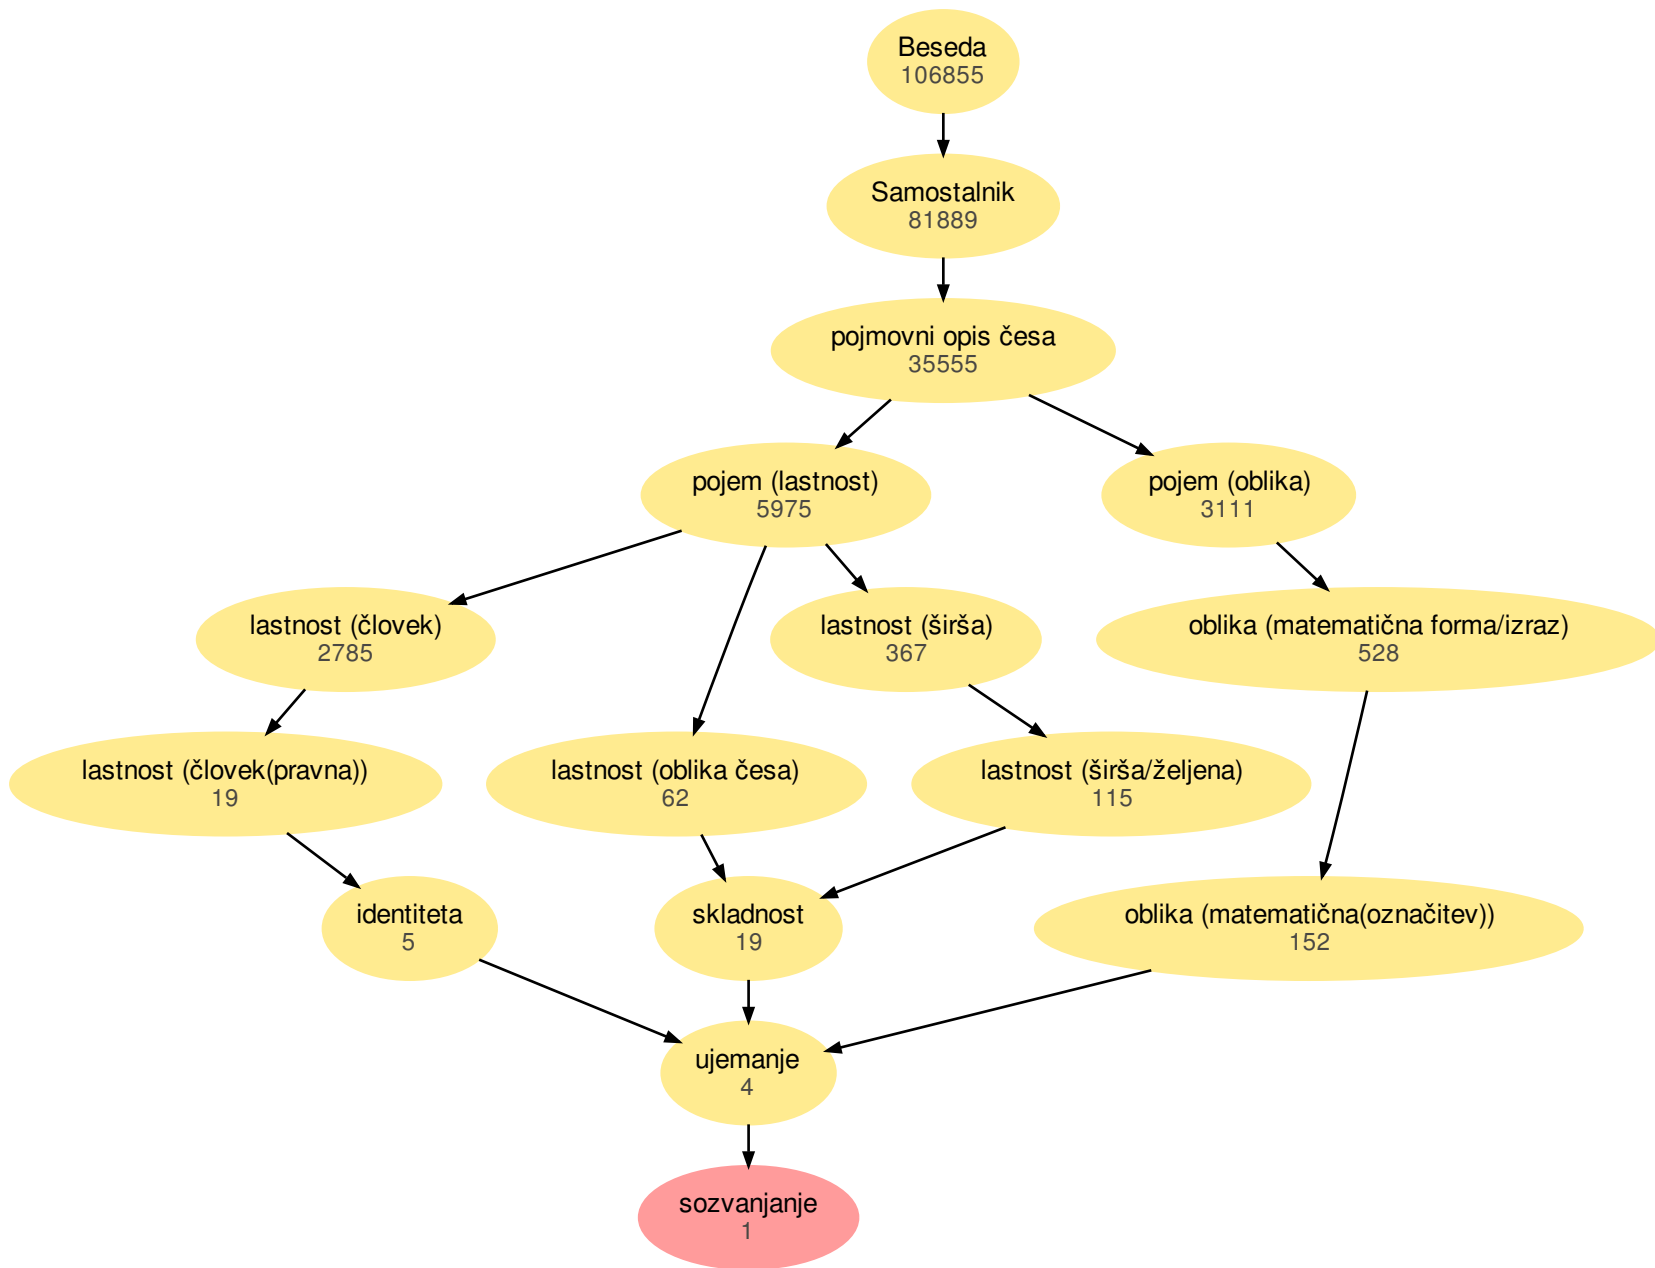 Beseda
106855
Samostalnik
81889
pojmovni opis česa
35555
pojem (lastnost)
5975
pojem (oblika)
3111
lastnost (človek)
2785
lastnost (širša)
367
oblika (matematična forma/izraz)
528
lastnost (človek(pravna))
19
lastnost (oblika česa)
62
lastnost (širša/željena)
115
identiteta
5
skladnost
19
oblika (matematična(označitev))
152
ujemanje
4
sozvanjanje
1